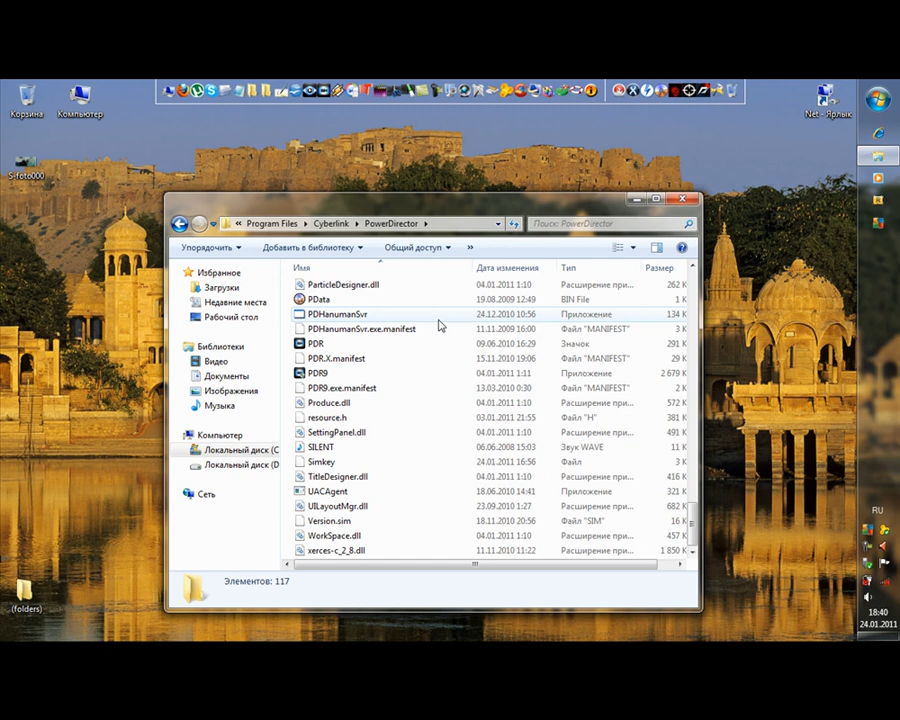 Корзина
Компьютер
Net - Ярлык
S-foto000
« Program Files Cyberlink PowerDirector
Поиск: PowerDirector
Упорядочить Добавить в библиотеку Общий доступ »
Имя Дата изменения Тип Размер
Избранное
Загрузки
Недавние места
Рабочий стол
Библиотеки
Видео
Документы
Изображения
Музыка
Компьютер
Локальный диск (C
Локальный диск (D
Сеть
ParticleDesigner.dll 04.01.2011 1:10 Расширение при... 262 K
PData 19.08.2009 12:49 BIN File 1 K
PDHanumanSvr 24.12.2010 10:56 Приложение 134 K
PDHanumanSvr.exe.manifest 11.11.2009 16:00 Файл "MANIFEST" 3 K
PDR 09.06.2010 16:29 Значок 291 K
PDR.X.manifest 15.11.2010 19:06 Файл "MANIFEST" 29 K
PDR9 04.01.2011 1:11 Приложение 2 679 K
PDR9.exe.manifest 13.03.2010 0:30 Файл "MANIFEST" 2 K
Produce.dll 04.01.2011 1:10 Расширение при... 572 K
resource.h 03.01.2011 21:55 Файл "H" 381 K
SettingPanel.dll 04.01.2011 1:10 Расширение при... 491 K
SILENT 06.06.2008 15:03 Звук WAVE 11 K
Simkey 24.01.2011 16:56 Файл 3 K
TitleDesigner.dll 04.01.2011 1:10 Расширение при... 416 K
UACAgent 18.06.2010 14:41 Приложение 321 K
UILayoutMgr.dll 23.09.2010 1:27 Расширение при... 682 K
Version.sim 18.11.2010 20:56 Файл "SIM" 16 K
WorkSpace.dll 04.01.2011 1:10 Расширение при... 457 K
xerces-c_2_8.dll 11.11.2010 11:22 Расширение при... 1 850 K
Элементов: 117
(folders)
RU
18:40
24.01.2011